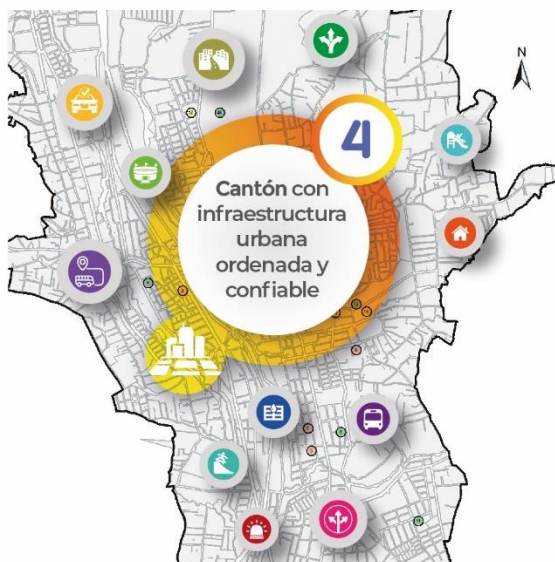 N
4
Cantón con
infraestructura
urbana
ordenada y
confiable